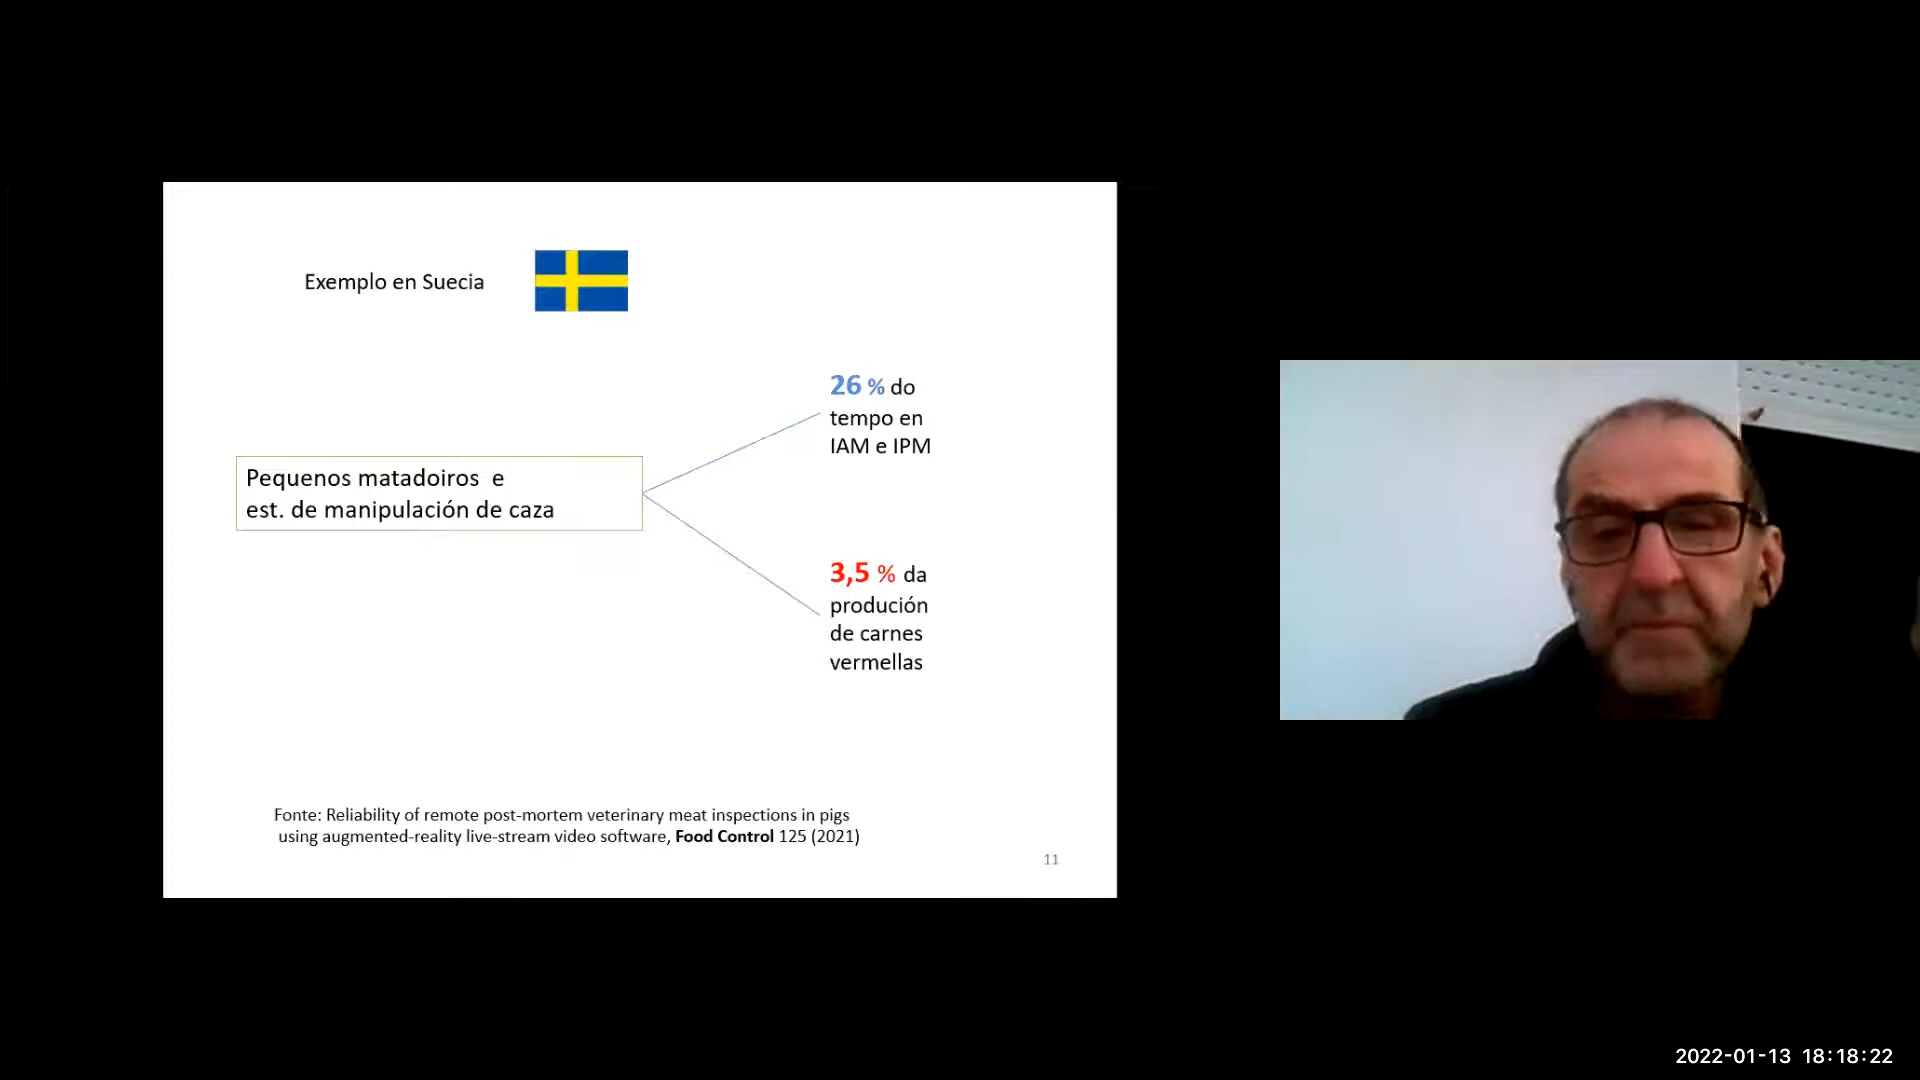 Exemplo en Suecia
26 % do
tempo en
IAM e IPM
Pequenos matadoiros e
est. de manipulación de caza
3,5 % da
produción
de carnes
vermellas
Fonte: Reliability of remote post-mortem veterinary meat inspections in pigs
using augmented-reality live-stream video software, Food Control 125 (2021)
11
2022-01-13 18:18:22